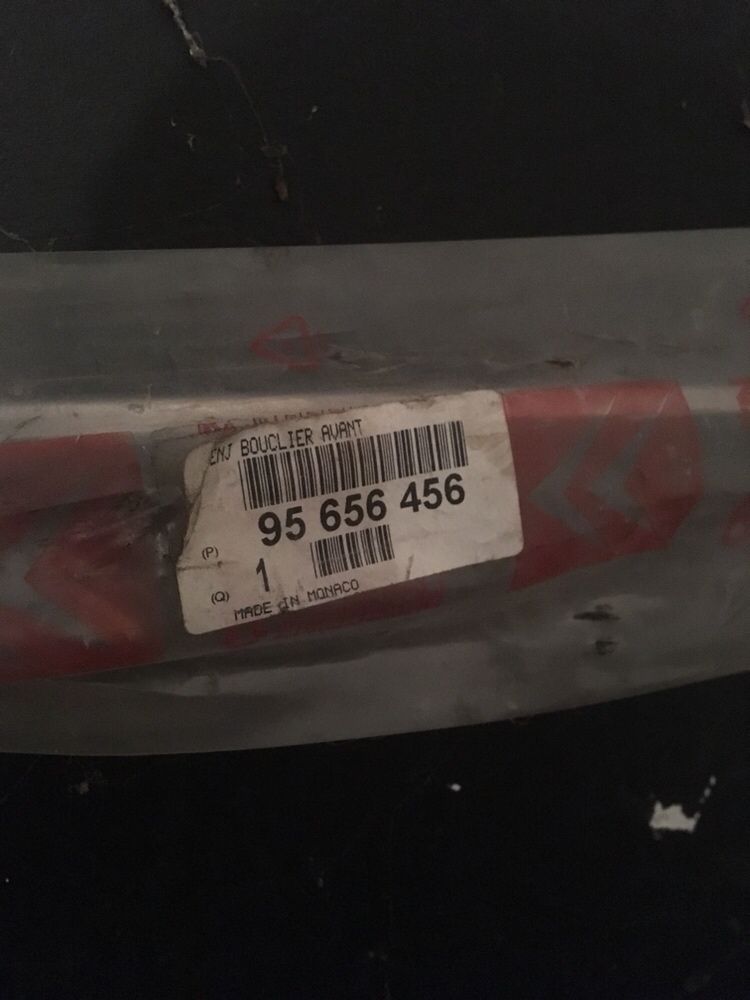 ENJ BOUCLIER AVANT
95 656 456
(P)
(Q) 1
MADE IN MONACO